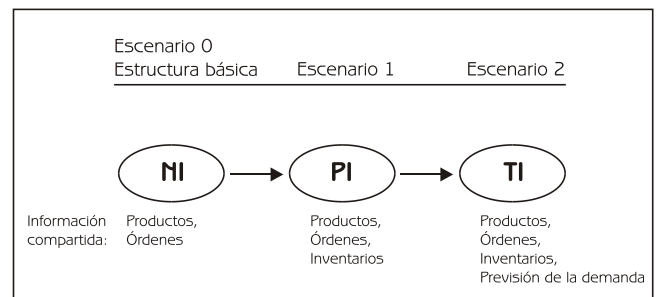 Escenario 0
Estructura básica Escenario 1 Escenario 2
NI PI TI
Información Productos, Productos, Productos,
compartida: Órdenes Órdenes, Órdenes,
Inventarios Inventarios,
Previsión de la demanda